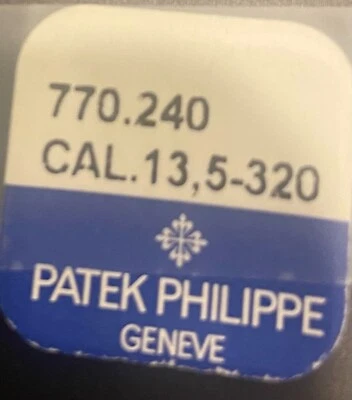 770.240
CAL.13,5-320
PATEK PHILIPPE
GENEVE